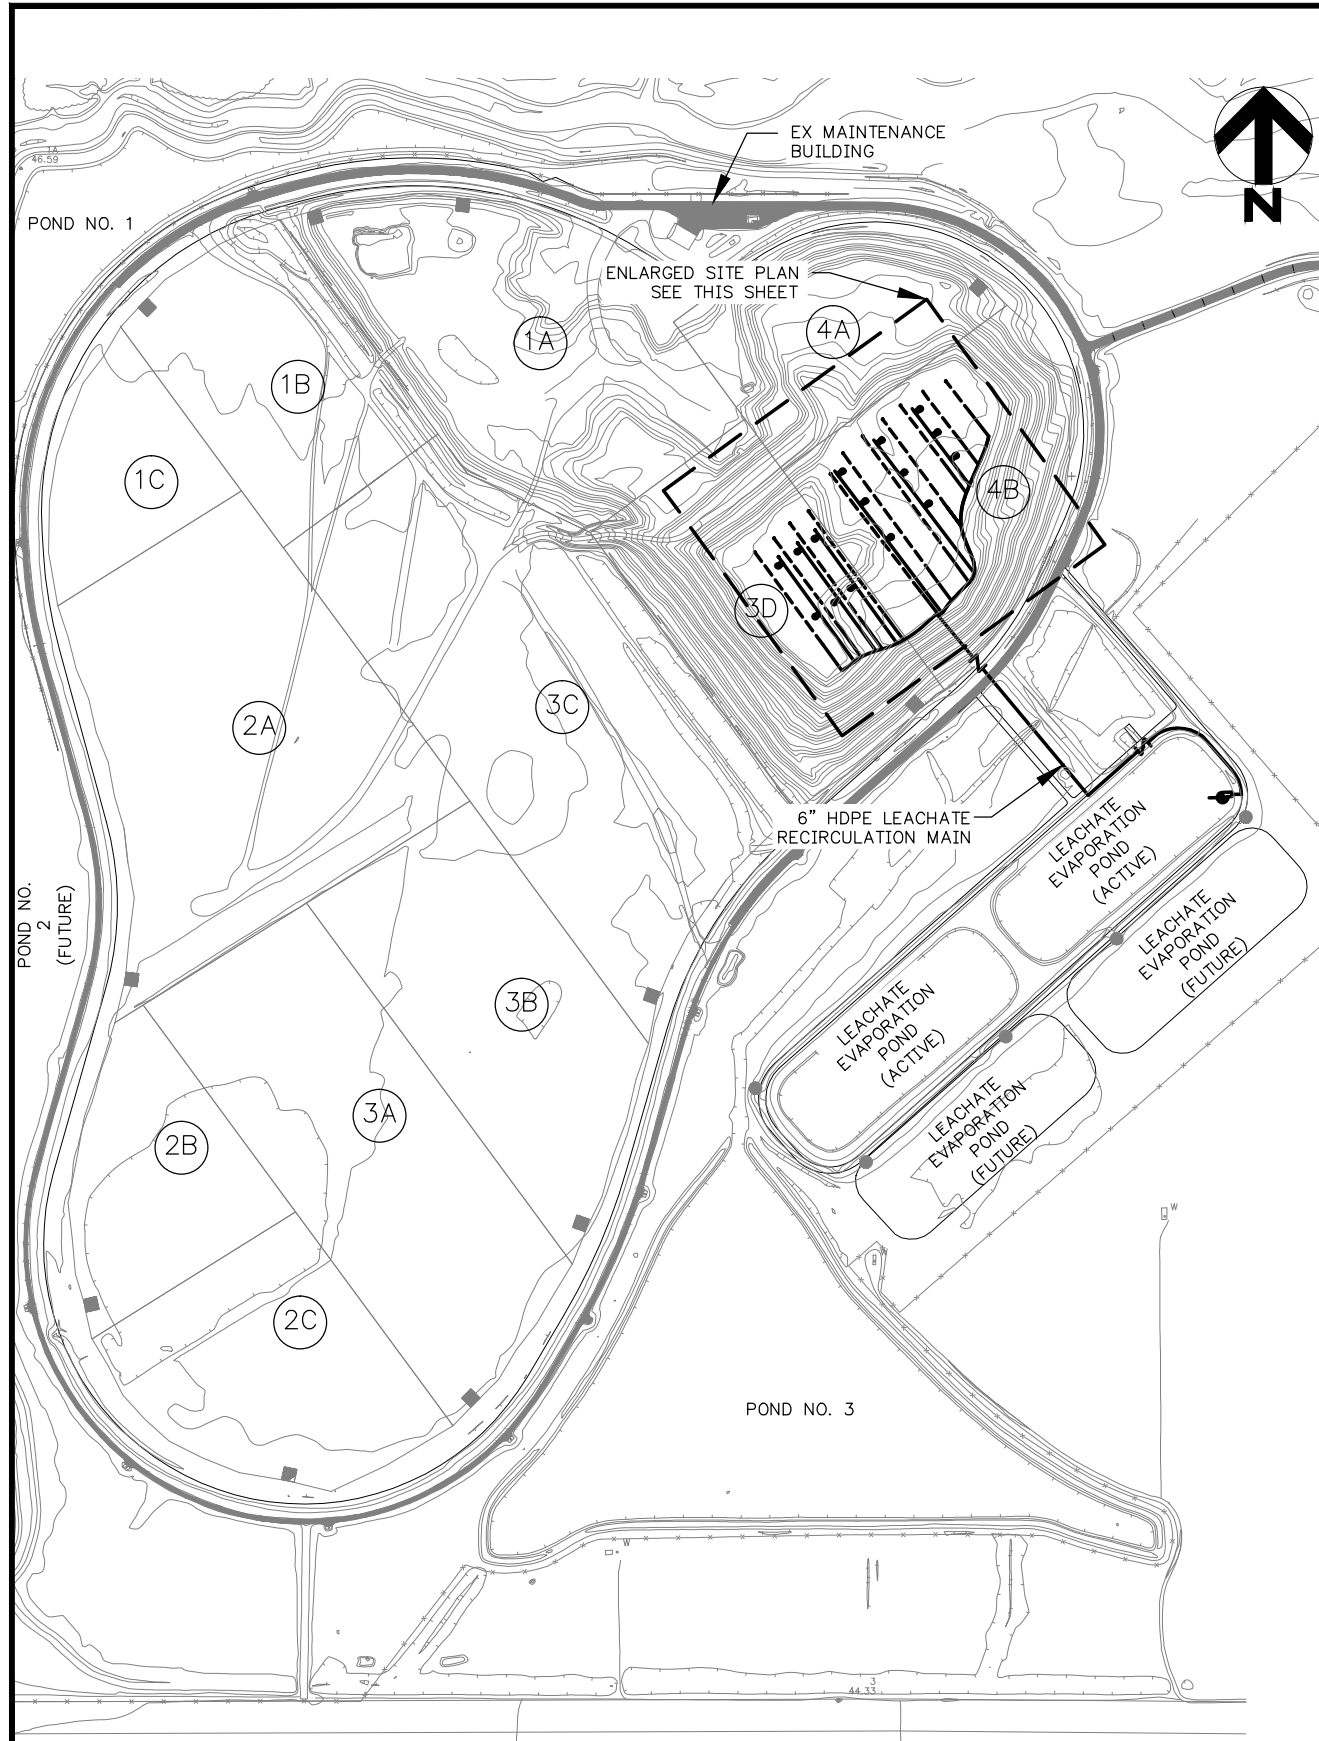 EX MAINTENANCE
BUILDING
1A
46.59
N
POND NO. 1
ENLARGED SITE PLAN
SEE THIS SHEET
4A
1A
1B
1C
4B
3D
3C
2A
6" HDPE LEACHATE
RECIRCULATION MAIN
LEACHATE
EVAPORATION
POND
(ACTIVE)
LEACHATE
EVAPORATION
POND
(FUTURE)
POND NO.
2
(FUTURE)
3B
LEACHATE
EVAPORATION
POND
(ACTIVE)
LEACHATE
EVAPORATION
POND
(FUTURE)
3A
2B
W
W
2C
POND NO. 3
W
3
44.33